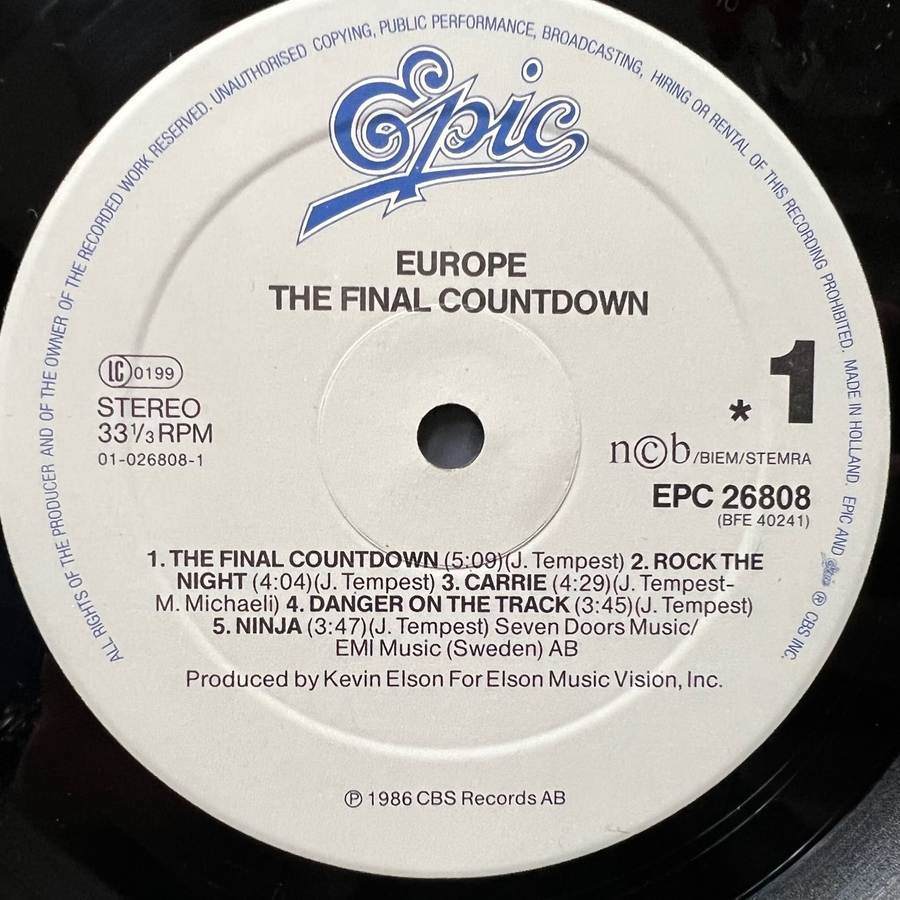 ALL RIGHTS OF THE PRODUCER AND OF THE OWNER OF THE RECORDED WORK RESERVED. UNAUTHORISED COPYING, PUBLIC PERFORMANCE, BROADCASTING, HIRING OR RENTAL OF THIS RECORDING PROHIBITED. MADE IN HOLLAND. EPIC AND Epic ® CBS INC.
Epic
EUROPE
THE FINAL COUNTDOWN
LC 0199
STEREO
33 1/3 RPM
01-026808-1
* 1
n©b/BIEM/STEMRA
EPC 26808
(BFE 40241)
1. THE FINAL COUNTDOWN (5:09)(J. Tempest) 2. ROCK THE
NIGHT (4:04)(J. Tempest) 3. CARRIE (4:29)(J. Tempest-
M. Michaeli) 4. DANGER ON THE TRACK (3:45)(J. Tempest)
5. NINJA (3:47)(J. Tempest) Seven Doors Music/
EMI Music (Sweden) AB
Produced by Kevin Elson For Elson Music Vision, Inc.
℗ 1986 CBS Records AB